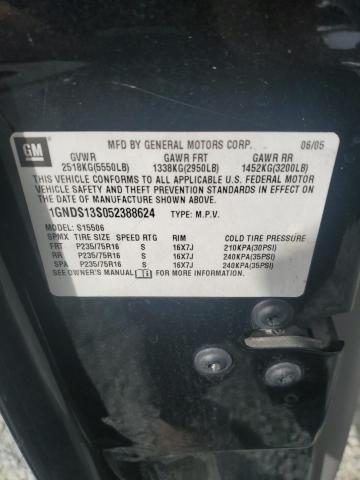 GM
MFD BY GENERAL MOTORS CORP. 06/05
GVWR GAWR FRT GAWR RR
2518KG(5550LB) 1338KG(2950LB) 1452KG(3200LB)
THIS VEHICLE CONFORMS TO ALL APPLICABLE U.S. FEDERAL MOTOR
VEHICLE SAFETY AND THEFT PREVENTION STANDARDS IN EFFECT ON
THE DATE OF MANUFACTURE SHOWN ABOVE.
1GNDS13S052388624 TYPE: M.P.V.
MODEL: S15506
SPMX TIRE SIZE SPEED RTG RIM COLD TIRE PRESSURE
FRT P235/75R16 S 16X7J 210KPA(30PSI)
RR P235/75R16 S 16X7J 240KPA(35PSI)
SPA P235/75R16 S 16X7J 240KPA(35PSI)
SEE OWNER'S MANUAL FOR ADDITIONAL INFORMATION.